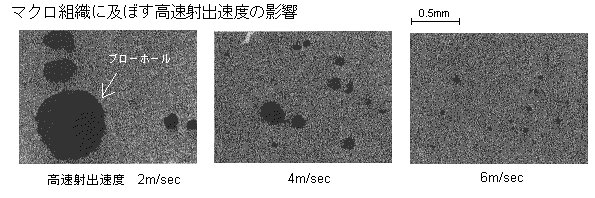 マクロ組織に及ぼす高速射出速度の影響
0.5mm
ブローホール
高速射出速度 2m/sec
4m/sec
6m/sec